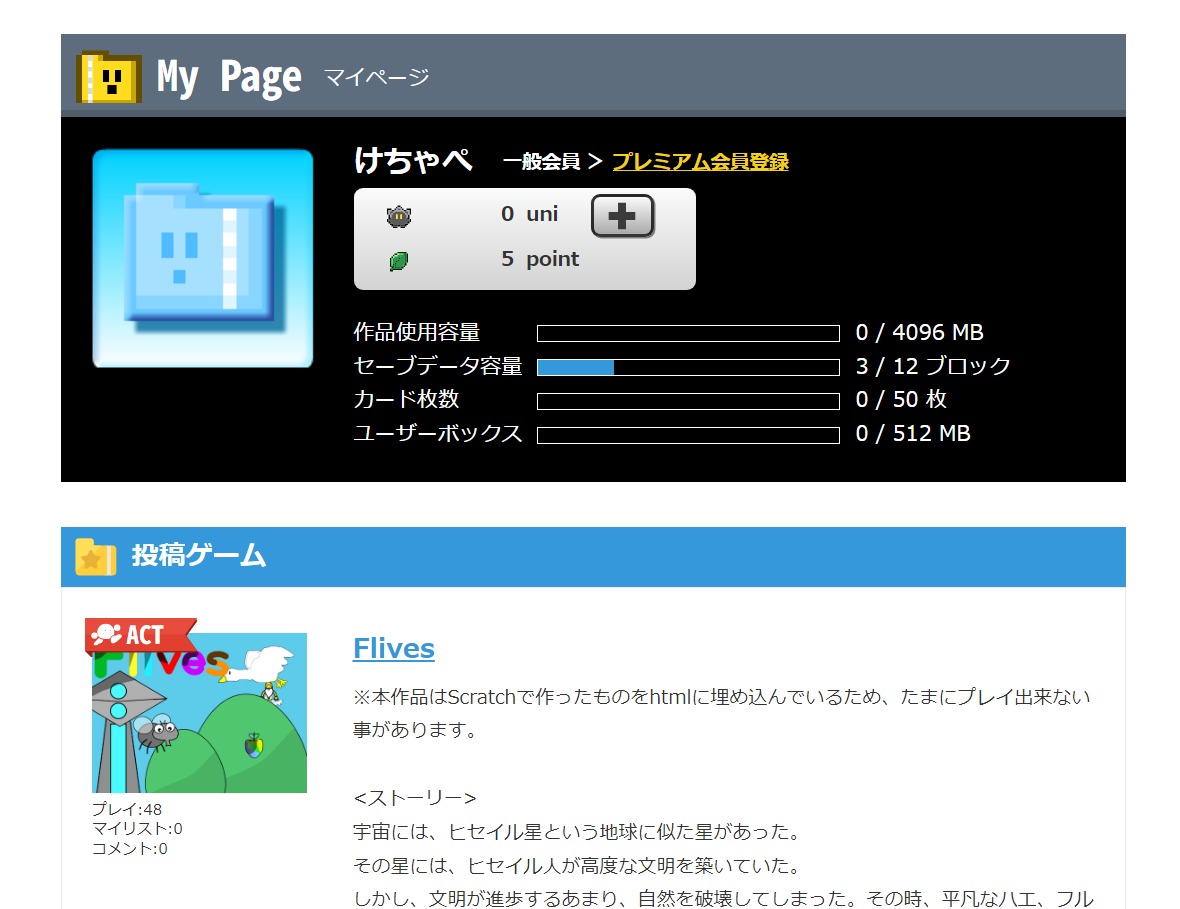 My Page マイページ
けちゃぺ 一般会員 > プレミアム会員登録
0 uni
5 point
作品使用容量 0 / 4096 MB
セーブデータ容量 3 / 12 ブロック
カード枚数 0 / 50 枚
ユーザーボックス 0 / 512 MB
投稿ゲーム
ACT
Flives
Flives
※本作品はScratchで作ったものをhtmlに埋め込んでいるため、たまにプレイ出来ない
事があります。
<ストーリー>
宇宙には、ヒセイル星という地球に似た星があった。
その星には、ヒセイル人が高度な文明を築いていた。
しかし、文明が進歩するあまり、自然を破壊してしまった。その時、平凡なハエ、フル
プレイ:48
マイリスト:0
コメント:0